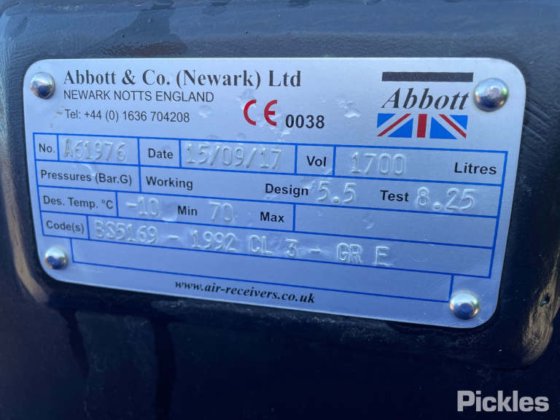 Abbott & Co. (Newark) Ltd
NEWARK NOTTS ENGLAND
Tel: +44 (0) 1636 704208
CE 0038
Abbott
No. A61976 Date 15/09/17 Vol 1700 Litres
Pressures (Bar.G) Working Design 5.5 Test 8.25
Des. Temp. °C -10 Min 70 Max
Code(s) BS5169 - 1992 CL 3 - GR E
www.air-receivers.co.uk
Pickles